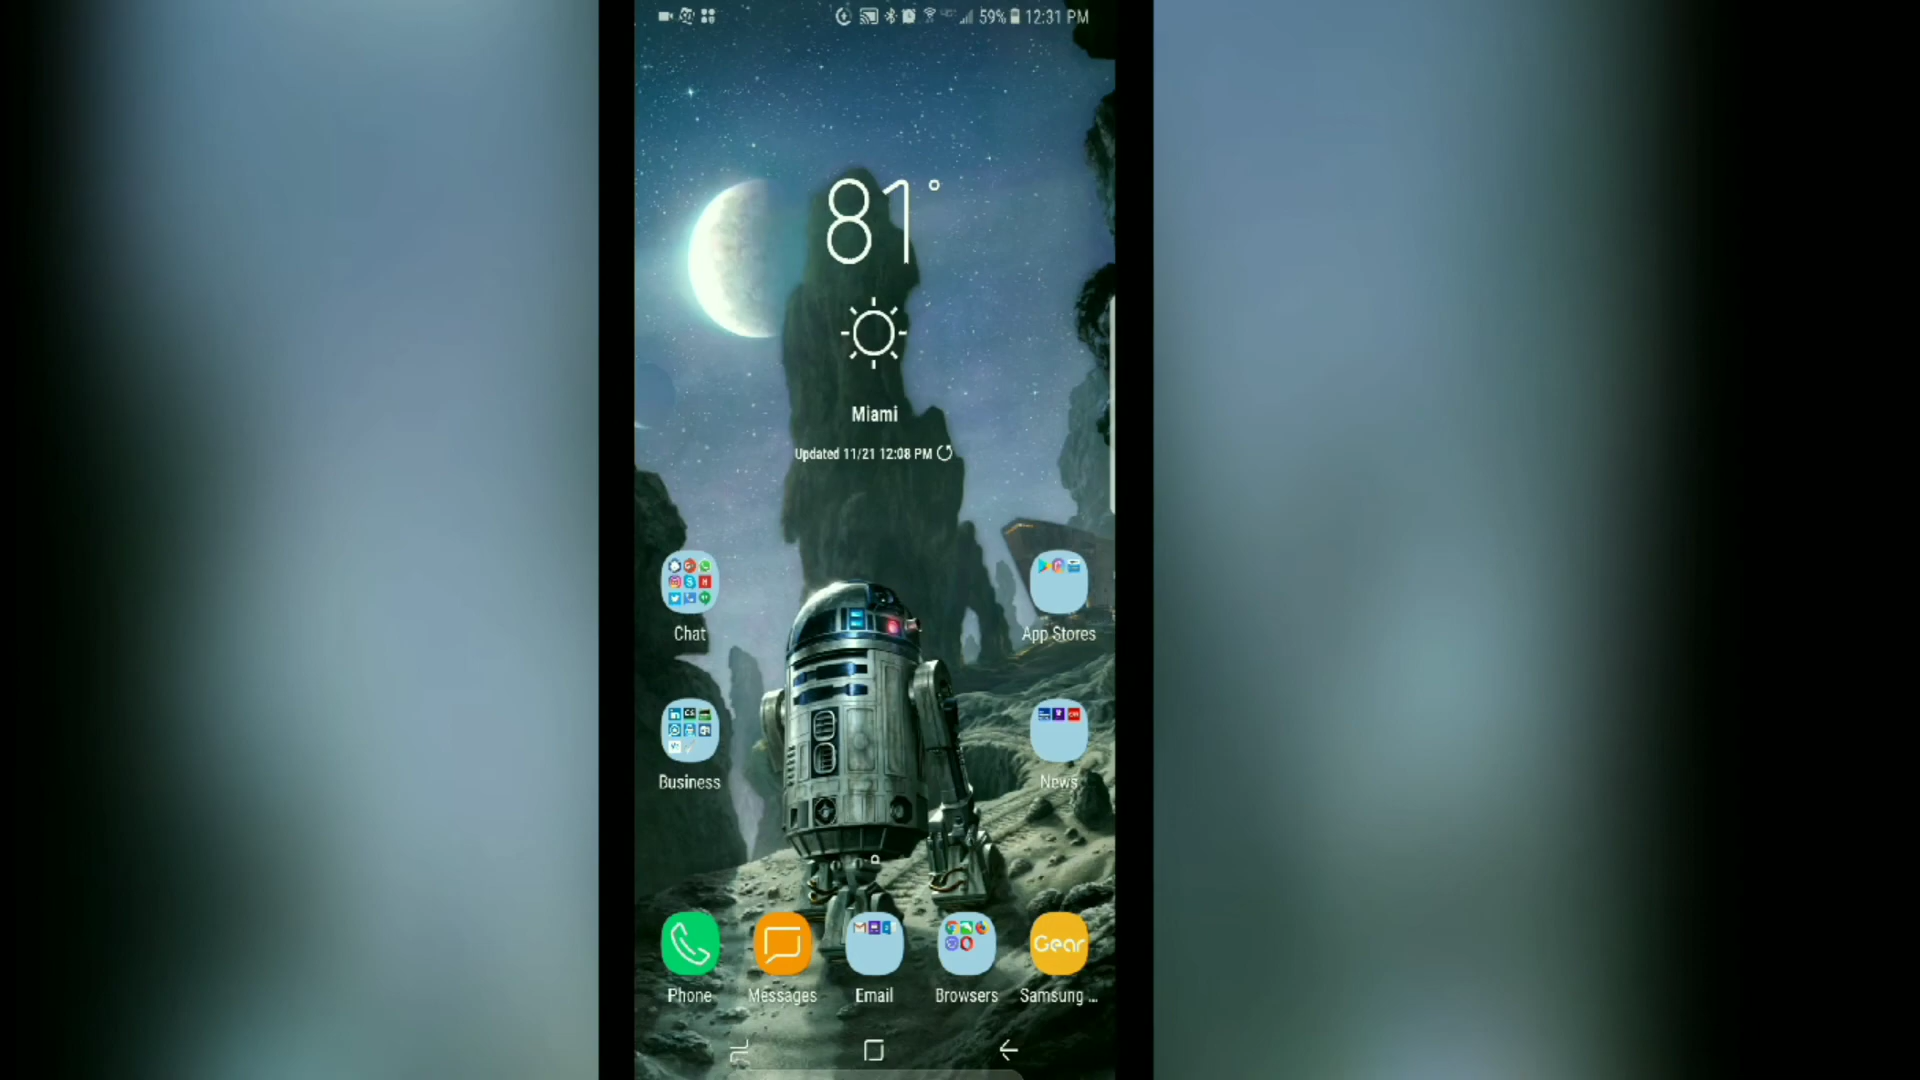 59% 12:31 PM
81°
Miami
Updated 11/21 12:08 PM
Chat
App Stores
Business
News
Gear
Phone
Messages
Email
Browsers
Samsung ...